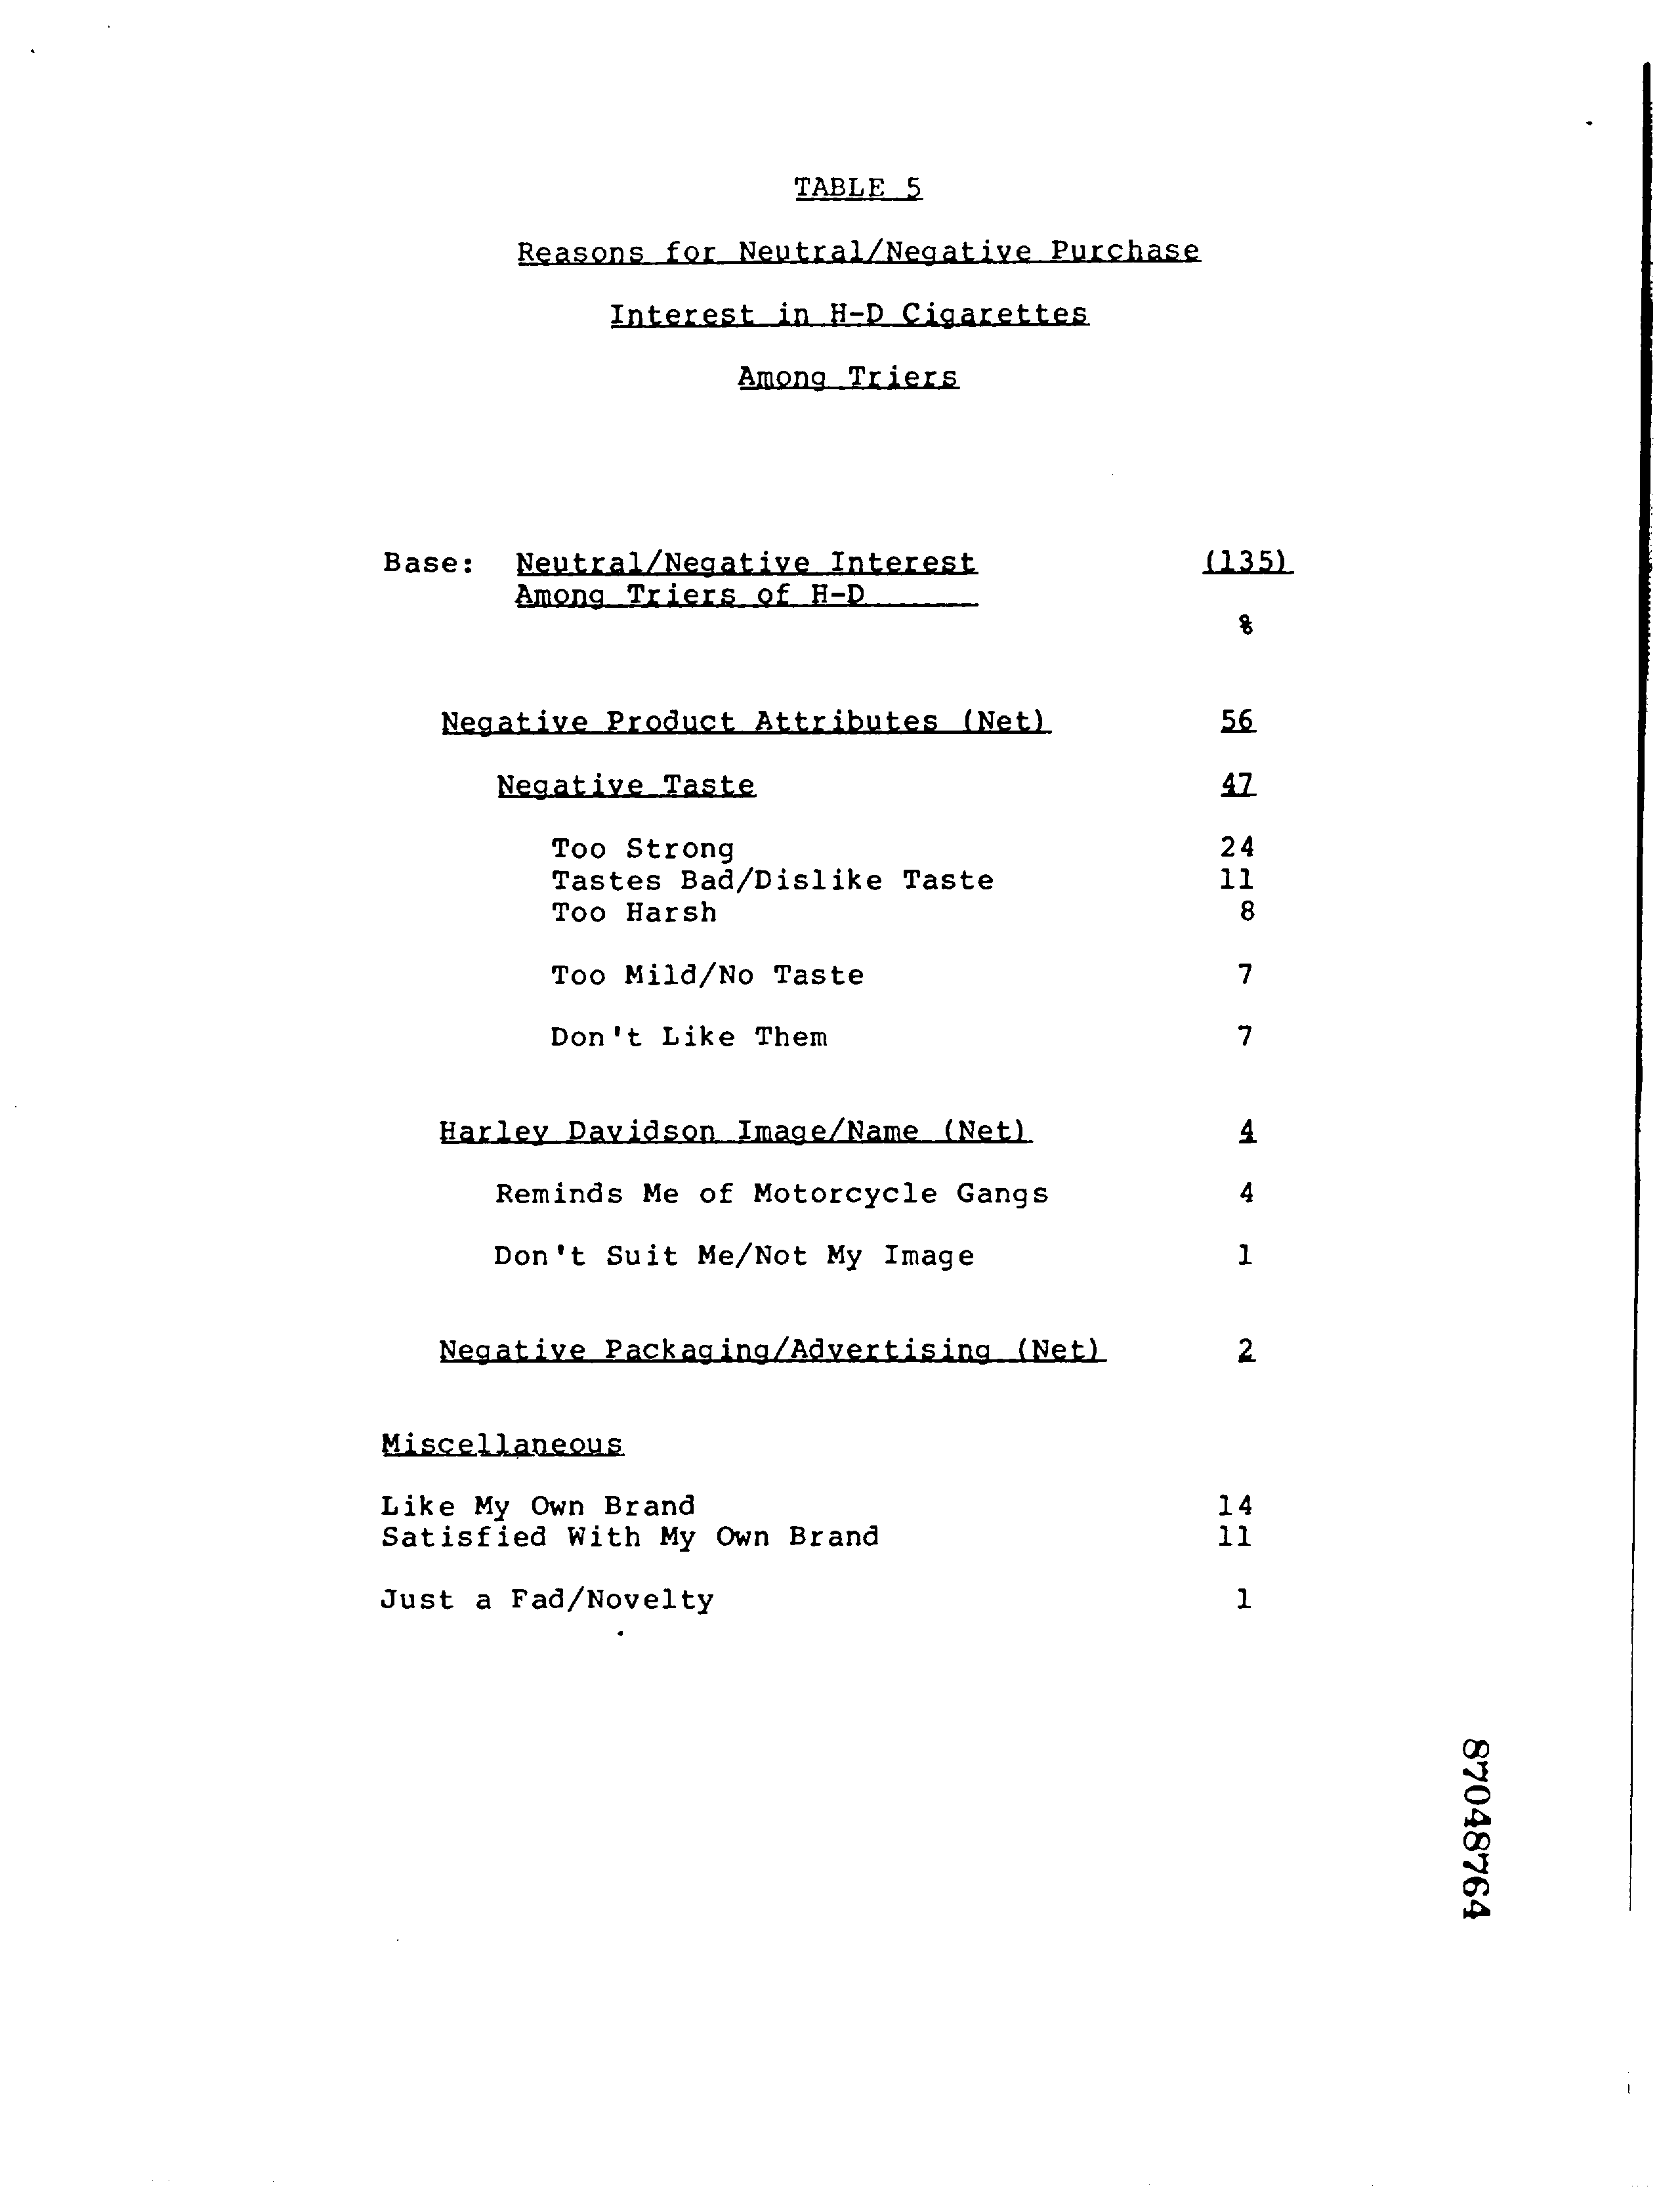 TABLE 5
Reasons for Neutral/Negative Purchase
Interest in H-D Cigarettes
Among Triers
Base: Neutral/Negative Interest (135)
Among Triers of H-D
%
Negative Product Attributes (Net) 56
Negative Taste 47
Too Strong 24
Tastes Bad/Dislike Taste 11
Too Harsh 8
Too Mild/No Taste 7
Don't Like Them 7
Harley Davidson Image/Name (Net) 4
Reminds Me of Motorcycle Gangs 4
Don't Suit Me/Not My Image 1
Negative Packaging/Advertising (Net) 2
Miscellaneous
Like My Own Brand 14
Satisfied With My Own Brand 11
Just a Fad/Novelty 1
87048764